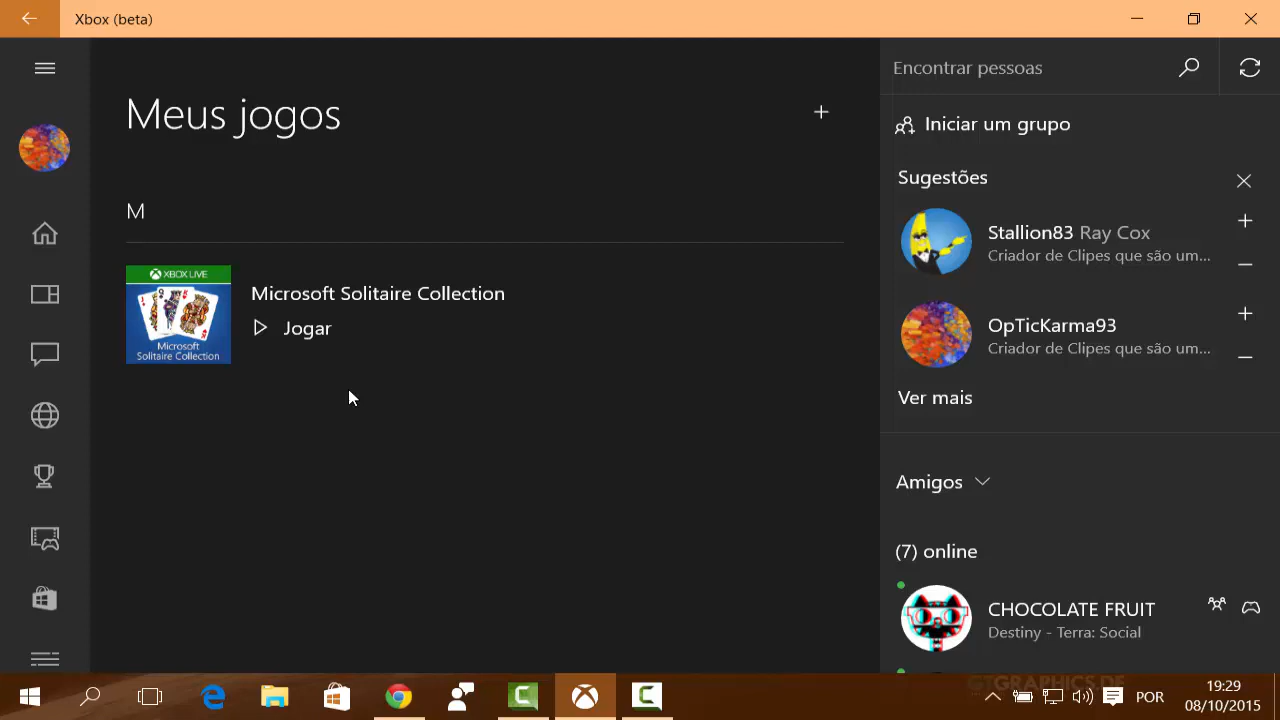 Xbox (beta)
Meus jogos
M
XBOX LIVE
Microsoft
Solitaire Collection
Microsoft Solitaire Collection
Jogar
Encontrar pessoas
Iniciar um grupo
Sugestões
Stallion83 Ray Cox
Criador de Clipes que são um...
OpTicKarma93
Criador de Clipes que são um...
Ver mais
Amigos
(7) online
CHOCOLATE FRUIT
Destiny - Terra: Social
POR
19:29
08/10/2015